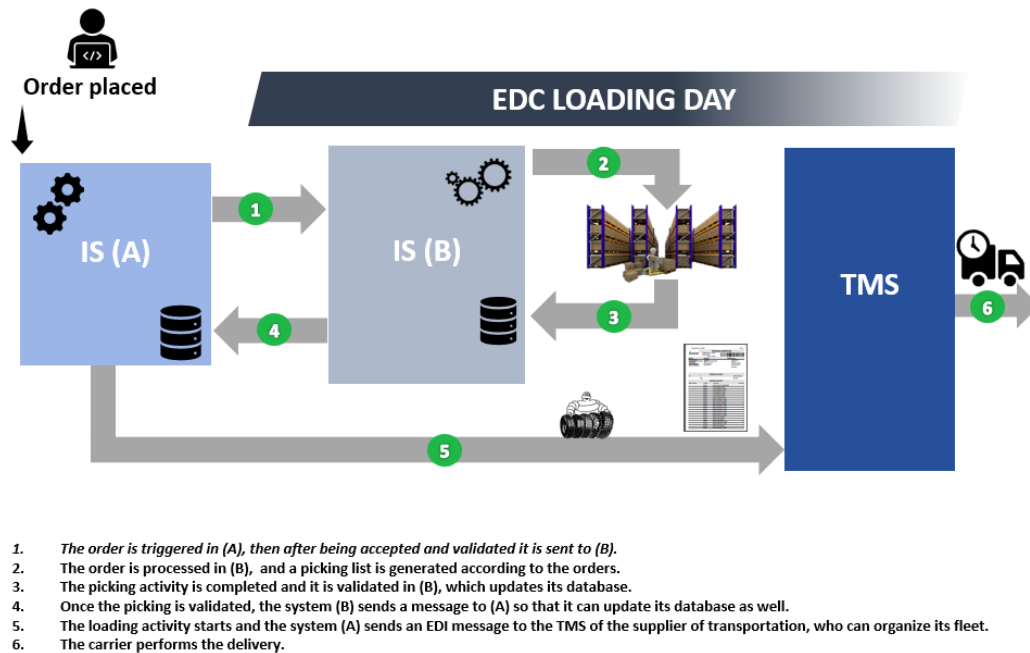 </>
Order placed
EDC LOADING DAY
1
2
IS (A)
IS (B)
TMS
3
4
6
5
1. The order is triggered in (A), then after being accepted and validated it is sent to (B).
2. The order is processed in (B), and a picking list is generated according to the orders.
3. The picking activity is completed and it is validated in (B), which updates its database.
4. Once the picking is validated, the system (B) sends a message to (A) so that it can update its database as well.
5. The loading activity starts and the system (A) sends an EDI message to the TMS of the supplier of transportation, who can organize its fleet.
6. The carrier performs the delivery.